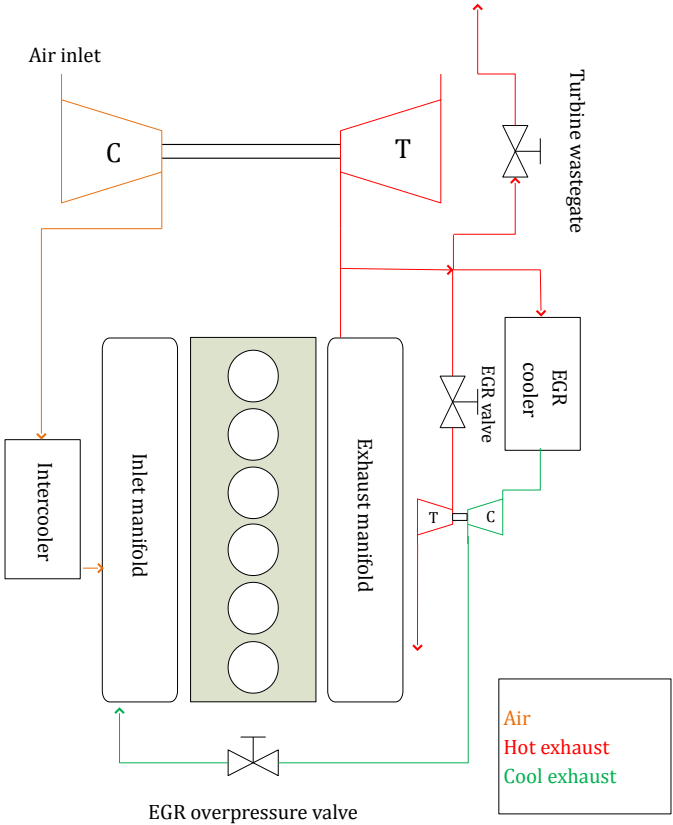 Air inlet
C
T
Turbine wastegate
EGR
cooler
EGR valve
Intercooler
Inlet manifold
Exhaust manifold
T
C
Air
Hot exhaust
Cool exhaust
EGR overpressure valve